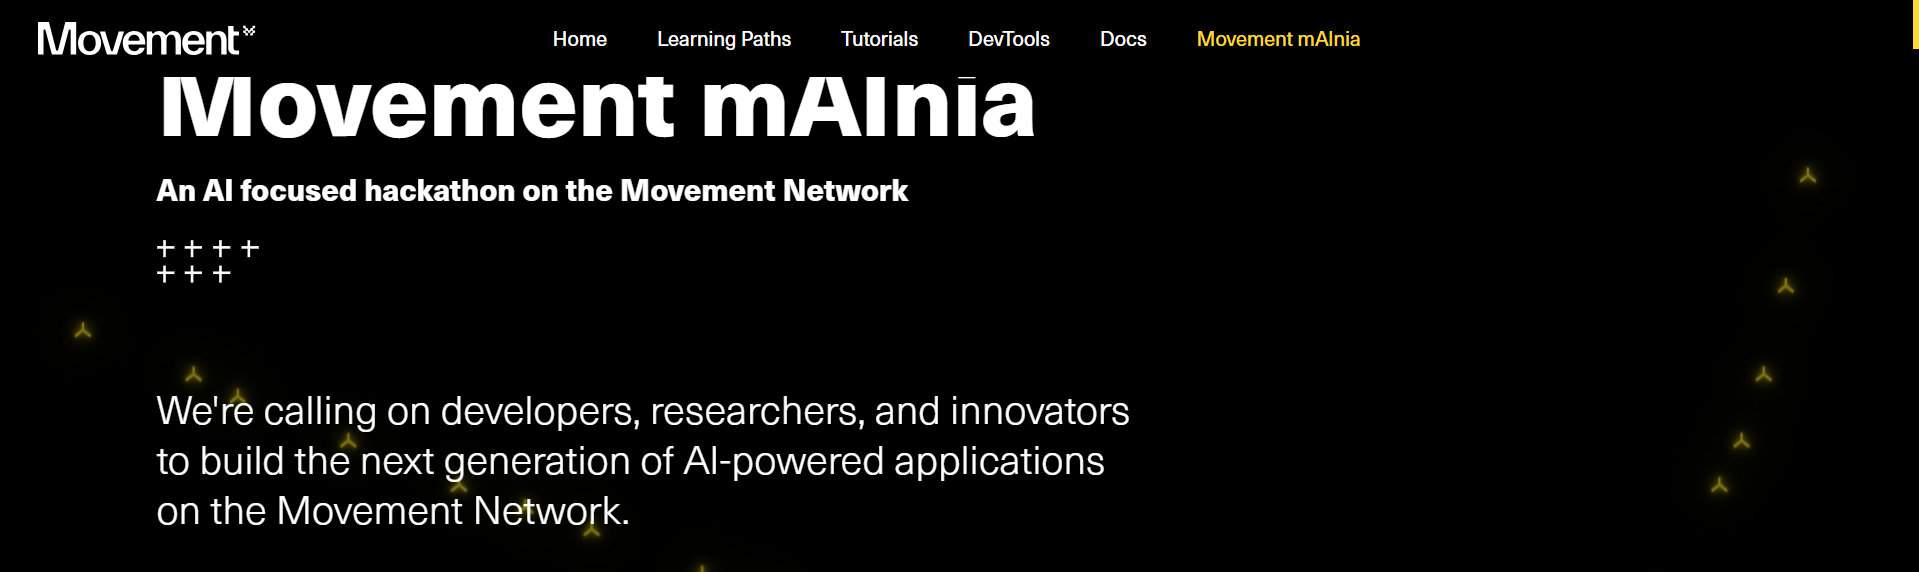 Movement
Home Learning Paths Tutorials DevTools Docs Movement mAInia
Movement mAInia
An AI focused hackathon on the Movement Network
+ + + +
+ + +
We're calling on developers, researchers, and innovators
to build the next generation of AI-powered applications
on the Movement Network.